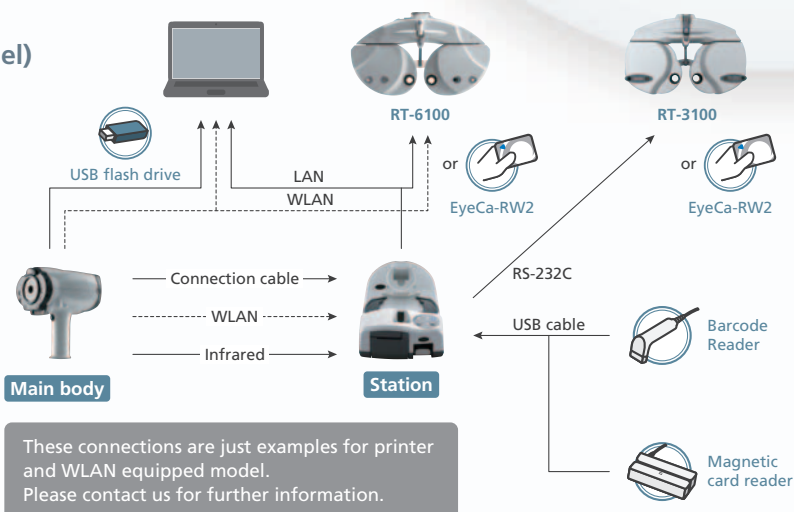 el)
RT-6100
RT-3100
USB flash drive
LAN
WLAN
or
EyeCa-RW2
or
EyeCa-RW2
RS-232C
Connection cable
WLAN
Infrared
USB cable
Barcode
Reader
Main body
Station
These connections are just examples for printer
and WLAN equipped model.
Please contact us for further information.
Magnetic
card reader